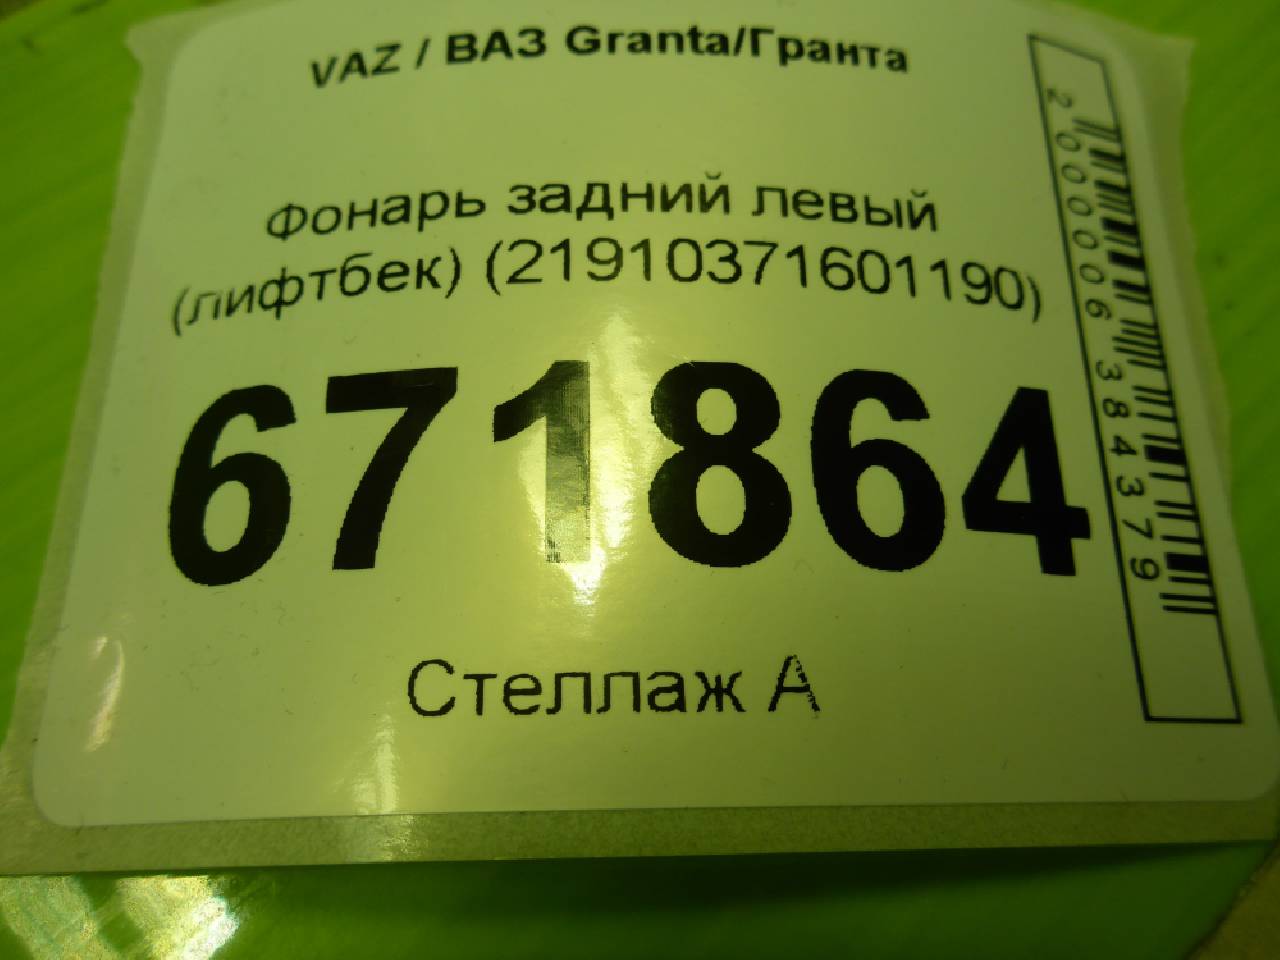 VAZ / ВАЗ Granta/Гранта
Фонарь задний левый
(лифтбек) (21910371601190)
671864
Стеллаж А
2000006384379